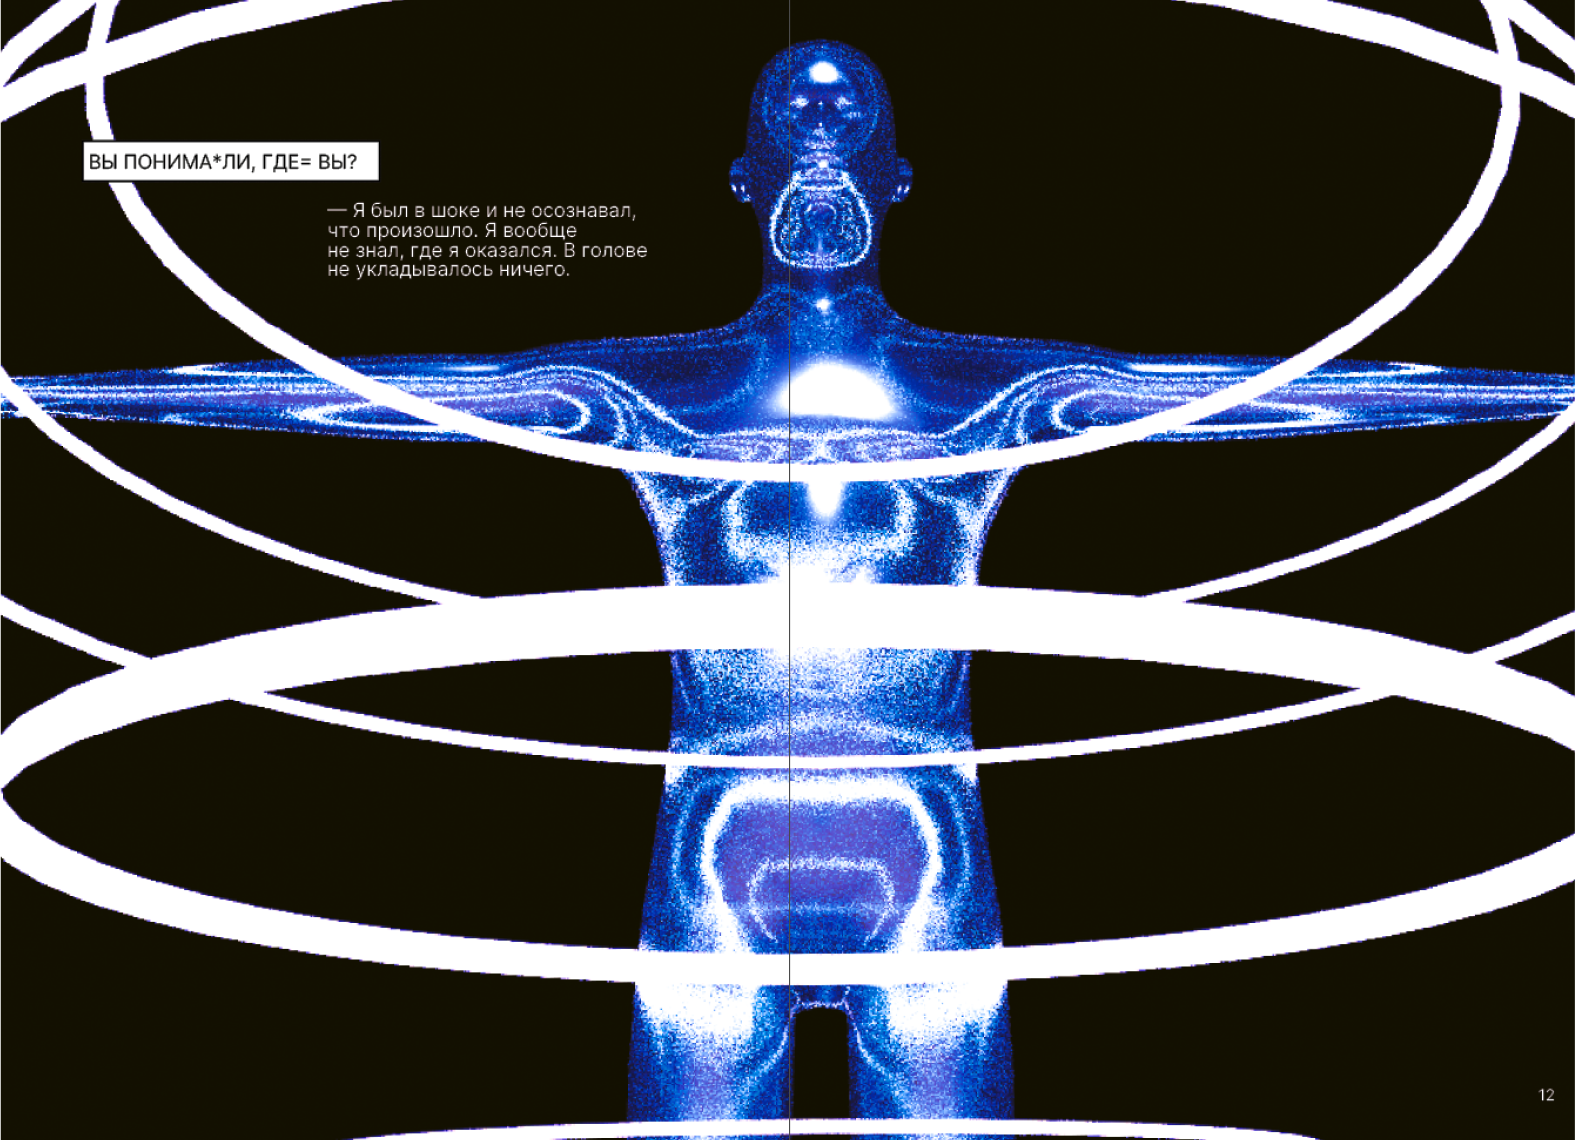 ВЫ ПОНИМА*ЛИ, ГДЕ= ВЫ?
— Я был в шоке и не осознавал,
что произошло. Я вообще
не знал, где я оказался. В голове
не укладывалось ничего.
12